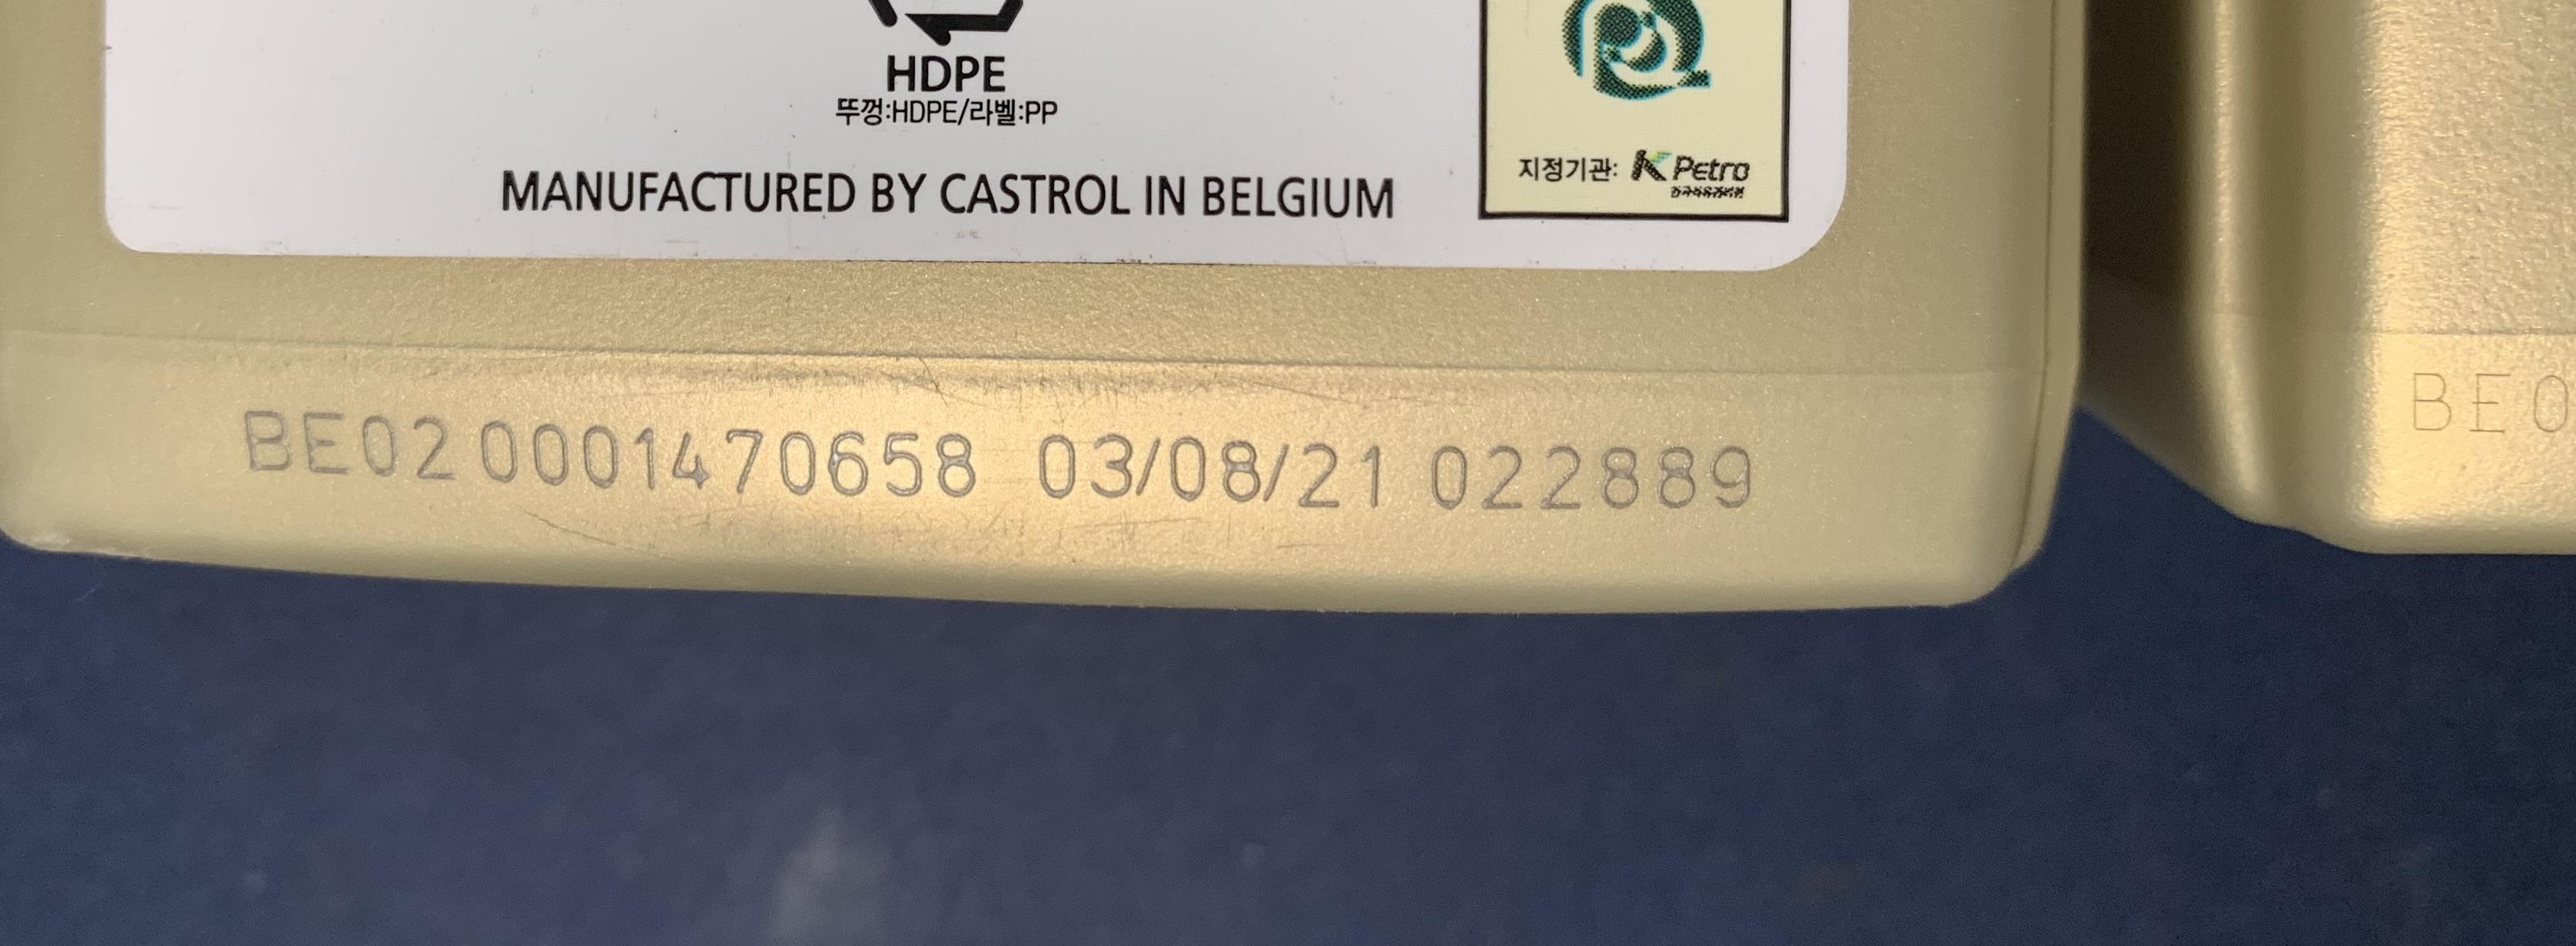 HDPE
뚜껑:HDPE/라벨:PP
MANUFACTURED BY CASTROL IN BELGIUM
지정기관: K Petro
BE02 0001470658 03/08/21 022889
BE0